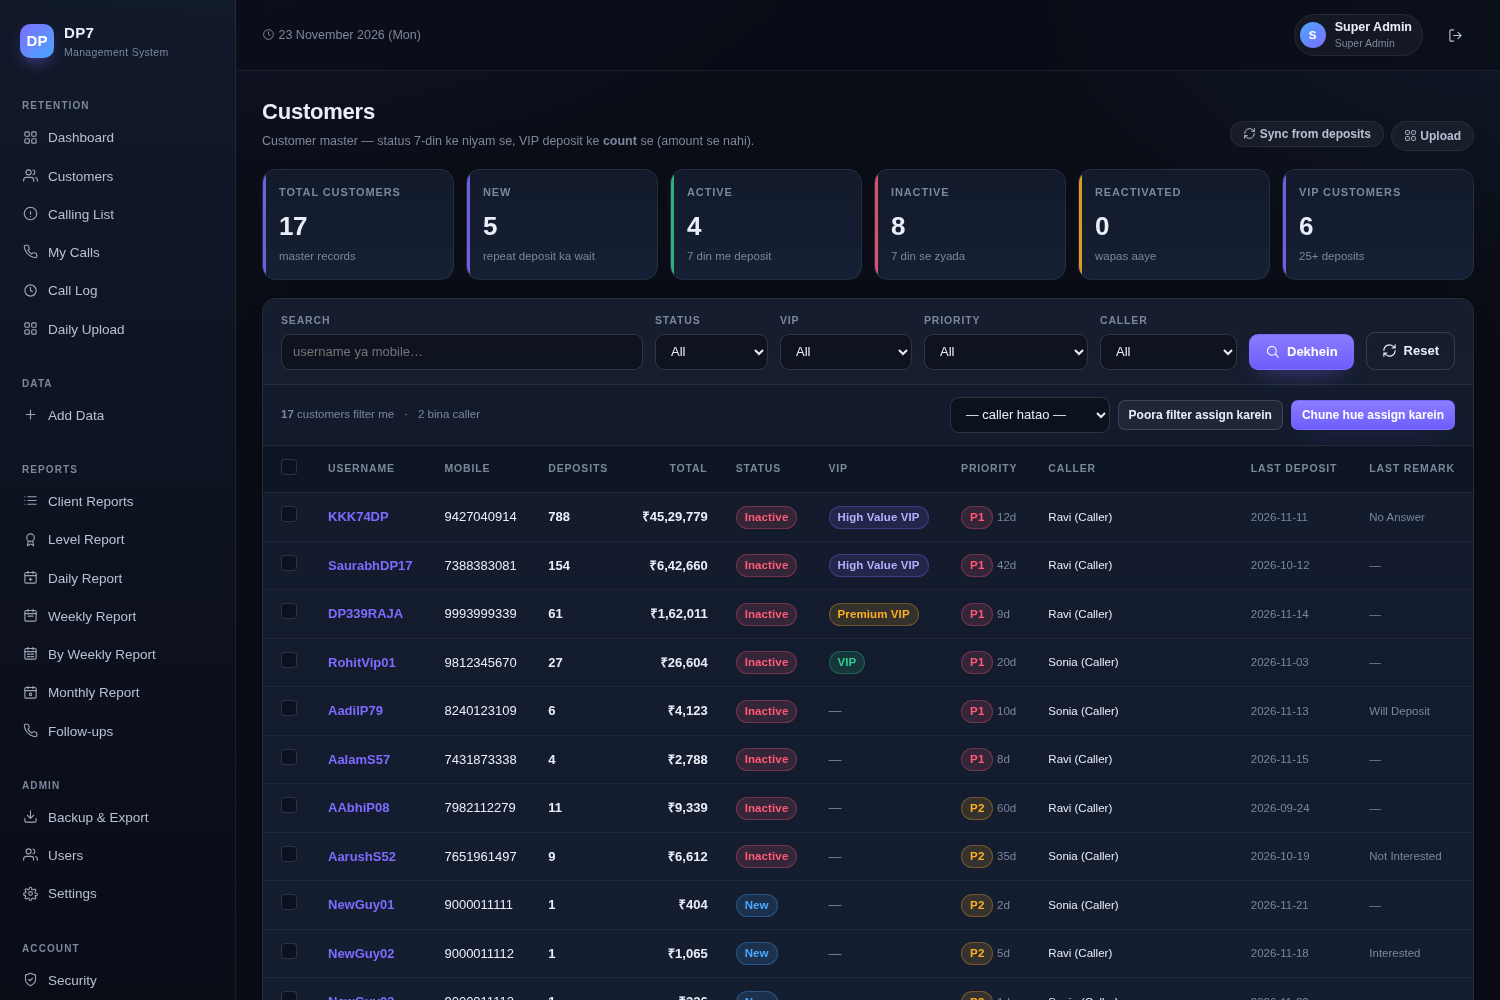 DP
DP7
Management System
RETENTION
Dashboard
Customers
Calling List
My Calls
Call Log
Daily Upload
DATA
Add Data
REPORTS
Client Reports
Level Report
Daily Report
Weekly Report
By Weekly Report
Monthly Report
Follow-ups
ADMIN
Backup & Export
Users
Settings
ACCOUNT
Security
23 November 2026 (Mon)
S
Super Admin
Super Admin
Customers
Customer master — status 7-din ke niyam se, VIP deposit ke count se (amount se nahi).
Sync from deposits
Upload
TOTAL CUSTOMERS
17
master records
NEW
5
repeat deposit ka wait
ACTIVE
4
7 din me deposit
INACTIVE
8
7 din se zyada
REACTIVATED
0
wapas aaye
VIP CUSTOMERS
6
25+ deposits
SEARCH STATUS VIP PRIORITY CALLER
username ya mobile… All All All All Dekhein Reset
17 customers filter me · 2 bina caller — caller hatao — Poora filter assign karein Chune hue assign karein
USERNAME MOBILE DEPOSITS TOTAL STATUS VIP PRIORITY CALLER LAST DEPOSIT LAST REMARK
KKK74DP 9427040914 788 ₹45,29,779 Inactive High Value VIP P1 12d Ravi (Caller) 2026-11-11 No Answer
SaurabhDP17 7388383081 154 ₹6,42,660 Inactive High Value VIP P1 42d Ravi (Caller) 2026-10-12 —
DP339RAJA 9993999339 61 ₹1,62,011 Inactive Premium VIP P1 9d Ravi (Caller) 2026-11-14 —
RohitVip01 9812345670 27 ₹26,604 Inactive VIP P1 20d Sonia (Caller) 2026-11-03 —
AadilP79 8240123109 6 ₹4,123 Inactive — P1 10d Sonia (Caller) 2026-11-13 Will Deposit
AalamS57 7431873338 4 ₹2,788 Inactive — P1 8d Ravi (Caller) 2026-11-15 —
AAbhiP08 7982112279 11 ₹9,339 Inactive — P2 60d Ravi (Caller) 2026-09-24 —
AarushS52 7651961497 9 ₹6,612 Inactive — P2 35d Sonia (Caller) 2026-10-19 Not Interested
NewGuy01 9000011111 1 ₹404 New — P2 2d Sonia (Caller) 2026-11-21 —
NewGuy02 9000011112 1 ₹1,065 New — P2 5d Ravi (Caller) 2026-11-18 Interested